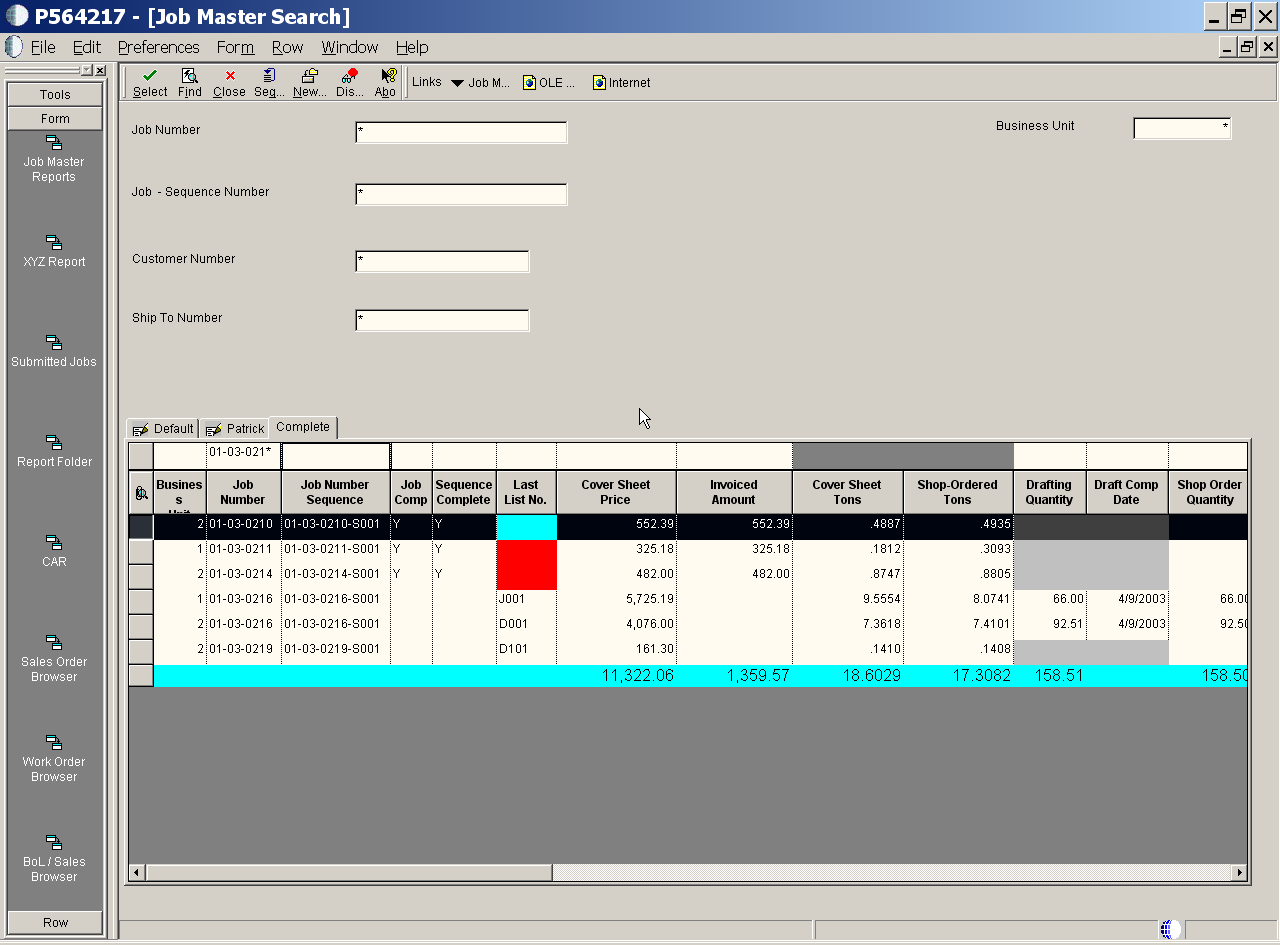 P564217 - [Job Master Search]
File Edit Preferences Form Row Window Help
Select Find Close Seq... New... Dis... Abo Links Job M... OLE ... Internet
Tools
Form
Job Master
Reports
XYZ Report
Submitted Jobs
Report Folder
CAR
Sales Order
Browser
Work Order
Browser
BoL / Sales
Browser
Row
Job Number * Business Unit *
Job - Sequence Number *
Customer Number *
Ship To Number *
Default Patrick Complete
01-03-021*
Busines Job Job Number Job Sequence Last Cover Sheet Invoiced Cover Sheet Shop-Ordered Drafting Draft Comp Shop Order
s Number Sequence Comp Complete List No. Price Amount Tons Tons Quantity Date Quantity
2 01-03-0210 01-03-0210-S001 Y Y 552.39 552.39 .4887 .4935
1 01-03-0211 01-03-0211-S001 Y Y 325.18 325.18 .1812 .3093
2 01-03-0214 01-03-0214-S001 Y Y 482.00 482.00 .8747 .8805
1 01-03-0216 01-03-0216-S001 J001 5,725.19 9.5554 8.0741 66.00 4/9/2003 66.00
2 01-03-0216 01-03-0216-S001 D001 4,076.00 7.3618 7.4101 92.51 4/9/2003 92.50
2 01-03-0219 01-03-0219-S001 D101 161.30 .1410 .1408
11,322.06 1,359.57 18.6029 17.3082 158.51 158.50